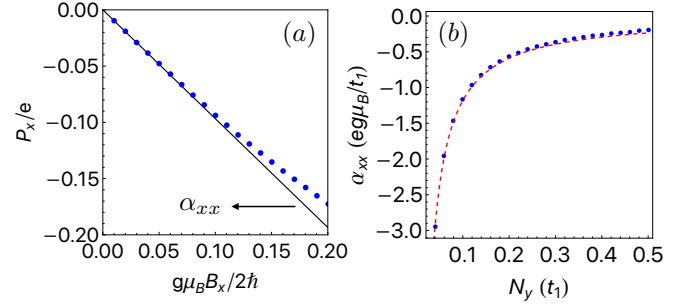 (a)
P_x/e
0.00
−0.05
−0.10
−0.15
−0.20
α_xx
0.00 0.05 0.10 0.15 0.20
gμ_BB_x/2ħ
(b)
α_xx (egμ_B/t_1)
−0.0
−0.5
−1.0
−1.5
−2.0
−2.5
−3.0
0.1 0.2 0.3 0.4 0.5
N_y (t_1)